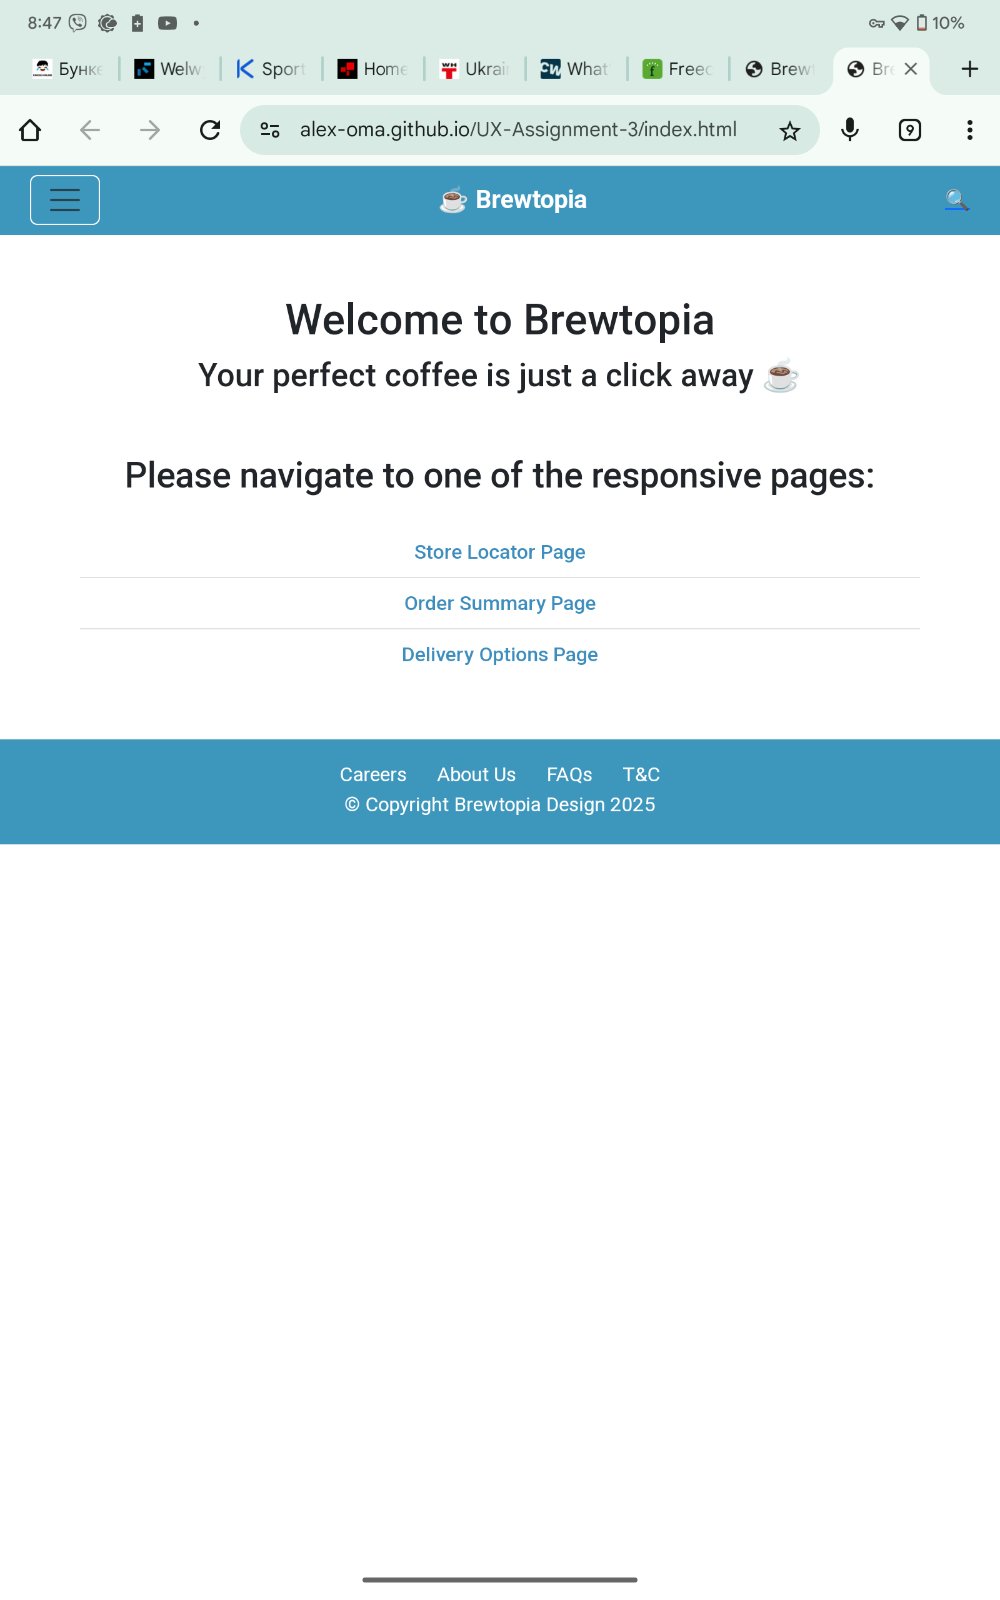 8:47
10%
Бунке
Welw
Sport
Home
Ukrai
What
Freec
Brewt
Bre
alex-oma.github.io/UX-Assignment-3/index.html
9
☕ Brewtopia
Welcome to Brewtopia
Your perfect coffee is just a click away ☕
Please navigate to one of the responsive pages:
Store Locator Page
Order Summary Page
Delivery Options Page
Careers About Us FAQs T&C
© Copyright Brewtopia Design 2025